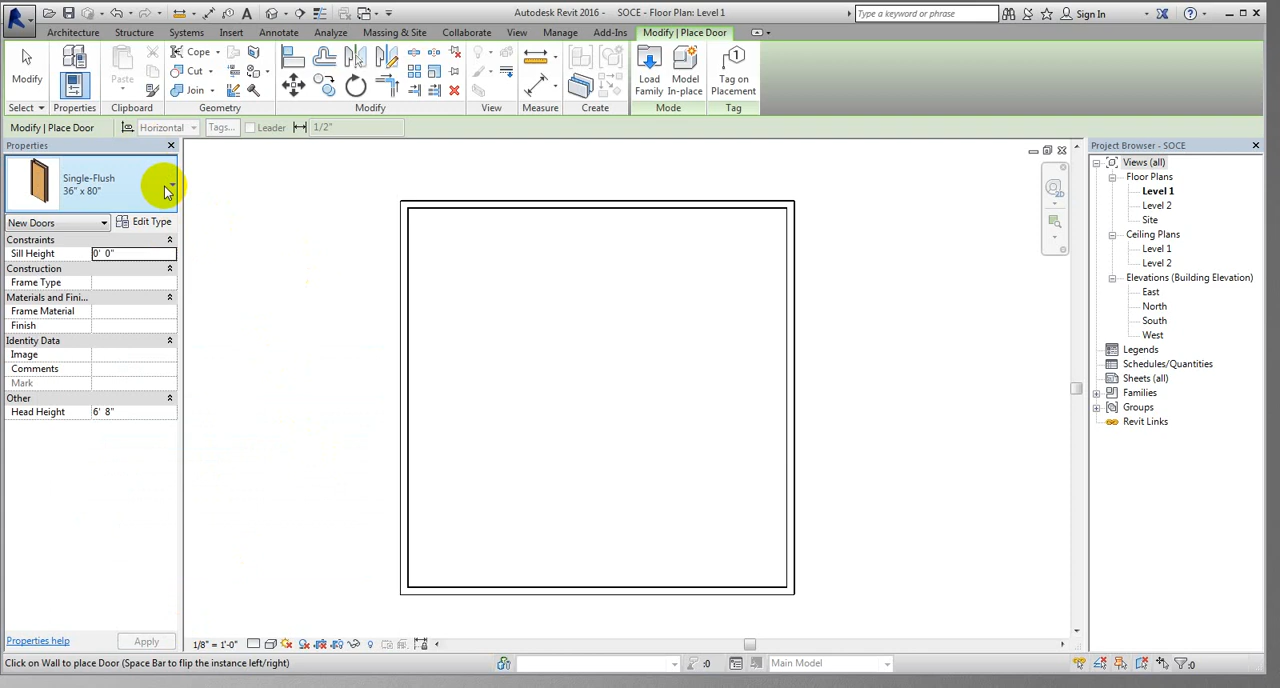 Autodesk Revit 2016 - SOCE - Floor Plan: Level 1
Type a keyword or phrase
Sign In
Architecture Structure Systems Insert Annotate Analyze Massing & Site Collaborate View Manage Add-Ins Modify | Place Door
Modify
Paste
Cope
Cut
Join
Load Family
Model In-place
Tag on Placement
Select Properties Clipboard Geometry Modify View Measure Create Mode Tag
Modify | Place Door Horizontal Tags... Leader 1/2"
Properties
Single-Flush
36" x 80"
New Doors Edit Type
Constraints
Sill Height 0' 0"
Construction
Frame Type
Materials and Fini...
Frame Material
Finish
Identity Data
Image
Comments
Mark
Other
Head Height 6' 8"
Properties help Apply
2D
Project Browser - SOCE
Views (all)
Floor Plans
Level 1
Level 2
Site
Ceiling Plans
Level 1
Level 2
Elevations (Building Elevation)
East
North
South
West
Legends
Schedules/Quantities
Sheets (all)
Families
Groups
Revit Links
1/8" = 1'-0"
Click on Wall to place Door (Space Bar to flip the instance left/right) :0 Main Model :0